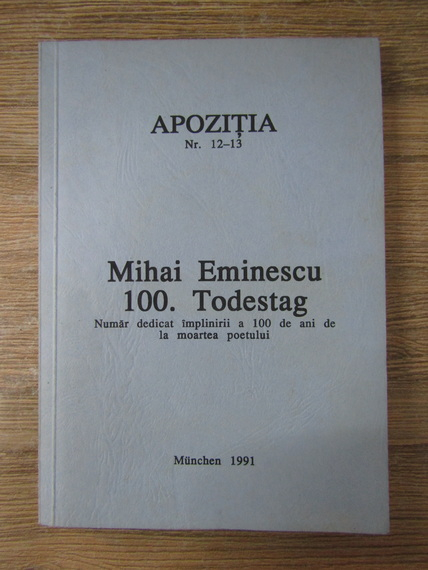 APOZIȚIA
Nr. 12-13
Mihai Eminescu
100. Todestag
Număr dedicat împlinirii a 100 de ani de
la moartea poetului
München 1991